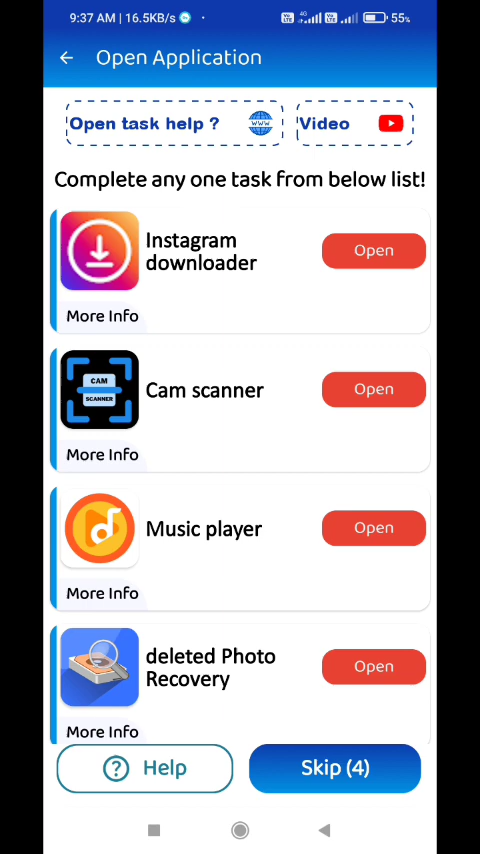 9:37 AM | 16.5KB/s
4G
55%
Open Application
Open task help ?
WWW
Video
Complete any one task from below list!
Instagram
downloader
Open
More Info
CAM
SCANNER
Cam scanner
Open
More Info
Music player
Open
More Info
deleted Photo
Recovery
Open
More Info
? Help
Skip (4)